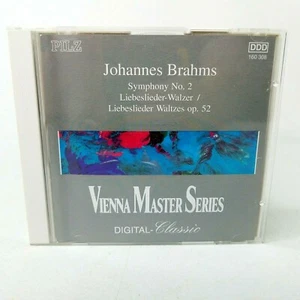 PILZ
DDD
160 306
Johannes Brahms
Symphony No. 2
Liebeslieder-Walzer /
Liebeslieder Waltzes op. 52
VIENNA MASTER SERIES
DIGITAL-Classic